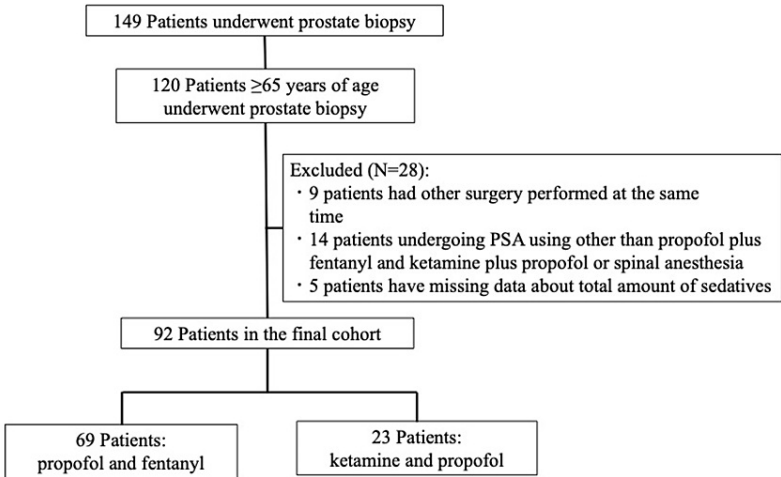 149 Patients underwent prostate biopsy
120 Patients ≥65 years of age
underwent prostate biopsy
Excluded (N=28):
・9 patients had other surgery performed at the same
time
・14 patients undergoing PSA using other than propofol plus
fentanyl and ketamine plus propofol or spinal anesthesia
・5 patients have missing data about total amount of sedatives
92 Patients in the final cohort
69 Patients:
propofol and fentanyl
23 Patients:
ketamine and propofol